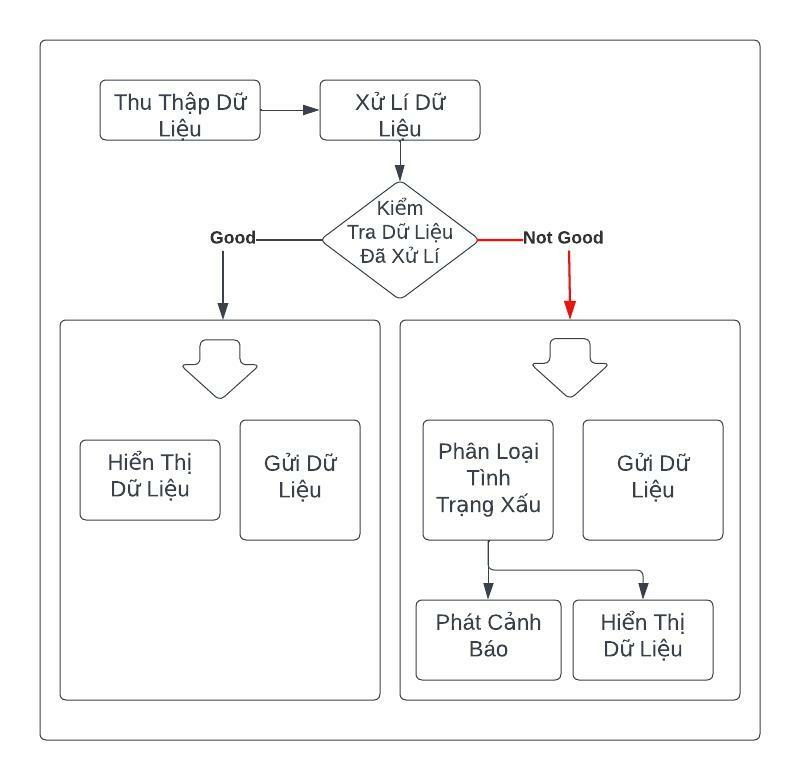 Thu Thập Dữ
Liệu
Xử Lí Dữ
Liệu
Kiểm
Tra Dữ Liệu
Đã Xử Lí
Good
Not Good
Hiển Thị
Dữ Liệu
Gửi Dữ
Liệu
Phân Loại
Tình
Trạng Xấu
Gửi Dữ
Liệu
Phát Cảnh
Báo
Hiển Thị
Dữ Liệu